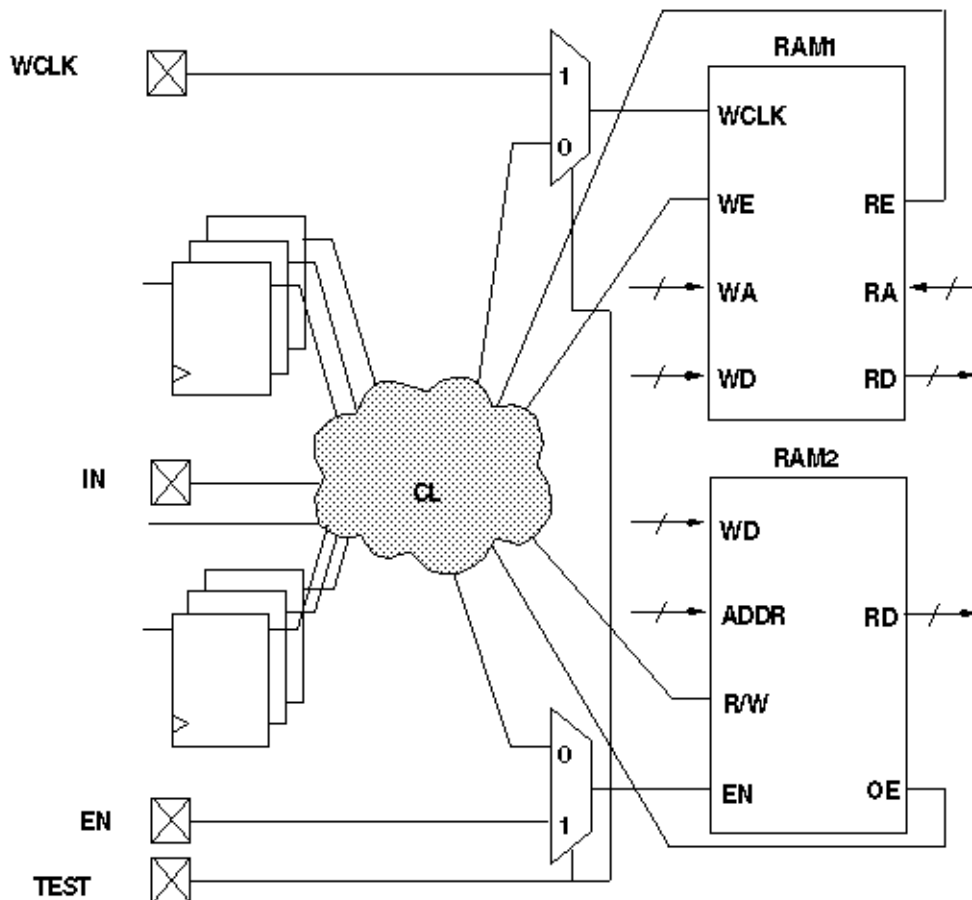 WCLK
1
0
RAM1
WCLK
WE
RE
WA
RA
WD
RD
IN
CL
RAM2
WD
ADDR
RD
R/W
EN
OE
0
1
EN
TEST